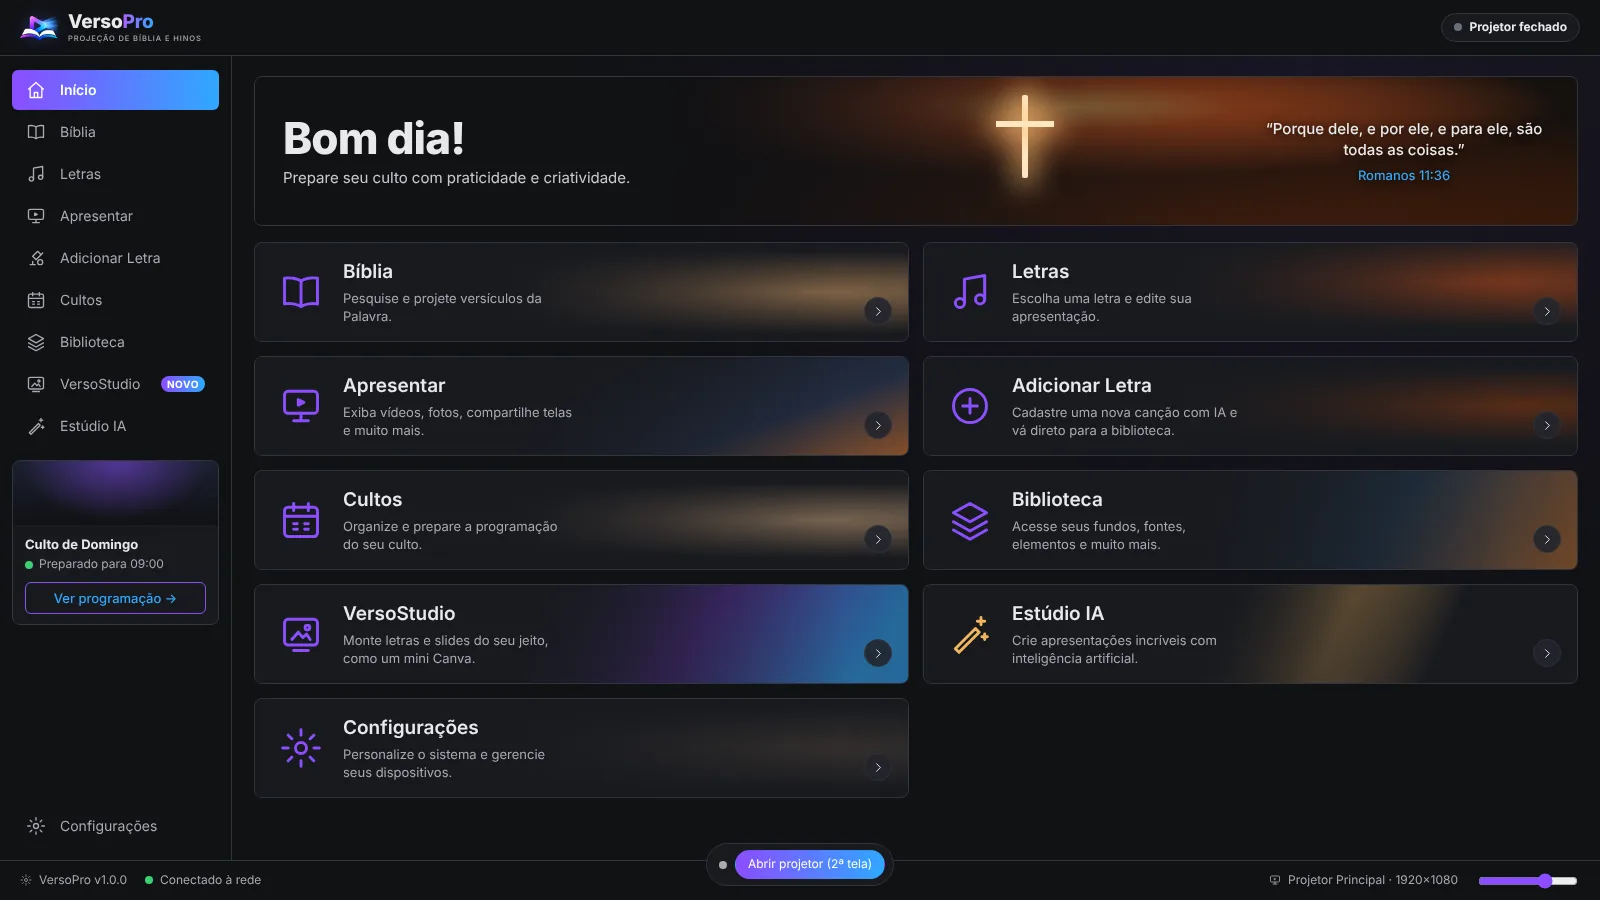 VersoPro
PROJEÇÃO DE BÍBLIA E HINOS
Projetor fechado
Início
Bíblia
Letras
Apresentar
Adicionar Letra
Cultos
Biblioteca
VersoStudio NOVO
Estúdio IA
Culto de Domingo
Preparado para 09:00
Ver programação →
Configurações
Bom dia!
Prepare seu culto com praticidade e criatividade.
“Porque dele, e por ele, e para ele, são
todas as coisas.”
Romanos 11:36
Bíblia
Pesquise e projete versículos da
Palavra.
Letras
Escolha uma letra e edite sua
apresentação.
Apresentar
Exiba vídeos, fotos, compartilhe telas
e muito mais.
Adicionar Letra
Cadastre uma nova canção com IA e
vá direto para a biblioteca.
Cultos
Organize e prepare a programação
do seu culto.
Biblioteca
Acesse seus fundos, fontes,
elementos e muito mais.
VersoStudio
Monte letras e slides do seu jeito,
como um mini Canva.
Estúdio IA
Crie apresentações incríveis com
inteligência artificial.
Configurações
Personalize o sistema e gerencie
seus dispositivos.
VersoPro v1.0.0
Conectado à rede
Abrir projetor (2ª tela)
Projetor Principal · 1920×1080